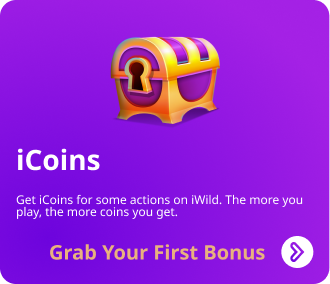 iCoins
Get iCoins for some actions on iWild. The more you
play, the more coins you get.
Grab Your First Bonus